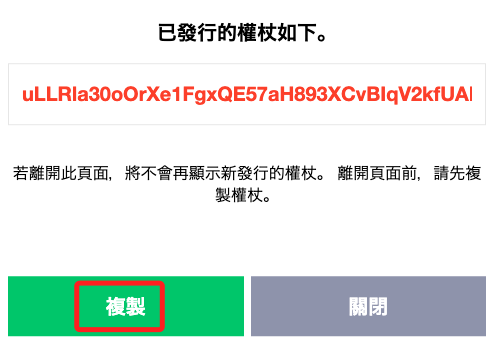 已發行的權杖如下。
uLLRla30oOrXe1FgxQE57aH893XCvBlqV2kfUAl
若離開此頁面，將不會再顯示新發行的權杖。 離開頁面前，請先複
製權杖。
複製
關閉